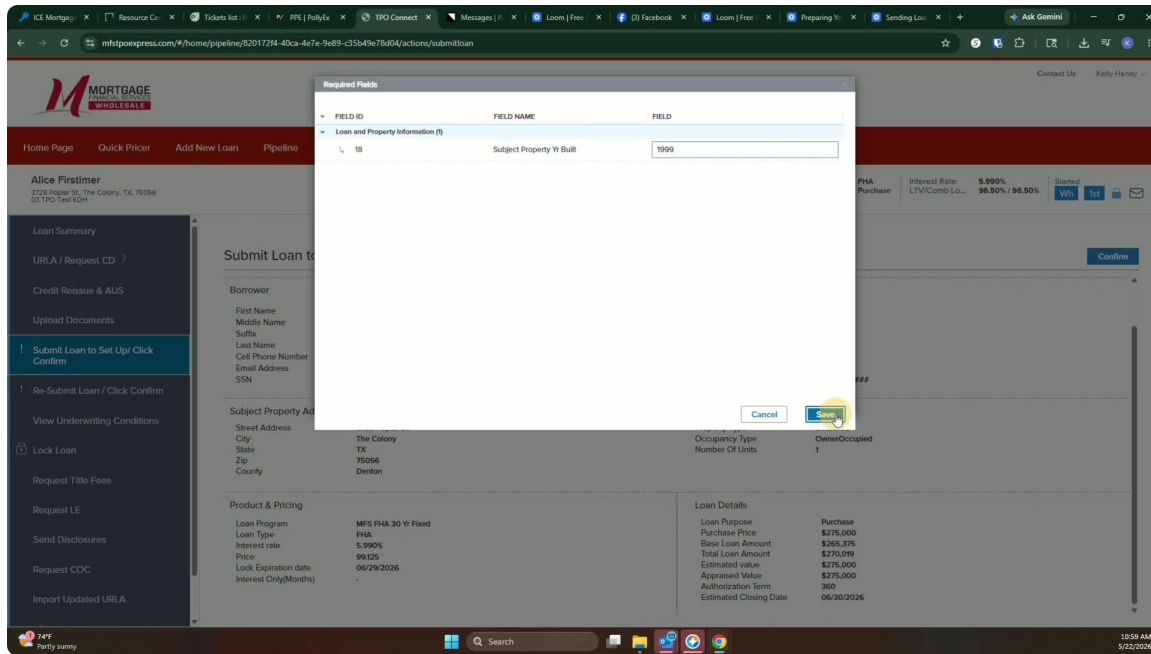 ICE Mortgag
Resource Cer
Tickets list : F
PPE | PollyEx
TPO Connect
Messages | P
Loom | Free
(3) Facebook
Loom | Free
Preparing Yo
Sending Loa
Ask Gemini
mfstpoexpress.com/#/home/pipeline/820172f4-40ca-4e7e-9e89-c35b49e78d04/actions/submitloan
MORTGAGE
FINANCIAL SERVICES
WHOLESALE
Contact Us
Kelly Haney
Home Page
Quick Pricer
Add New Loan
Pipeline
Alice Firstimer
3726 Poplar St., The Colony, TX, 75056
03 TPO Test KDH
FHA
Purchase
Interest Rate: 5.990%
LTV/Comb Lo... 96.50% / 96.50%
Started
Wh
1st
Required Fields
FIELD ID
FIELD NAME
FIELD
Loan and Property Information (1)
18
Subject Property Yr Built
1999
Cancel
Save
Loan Summary
URLA / Request CD
Credit Reissue & AUS
Upload Documents
! Submit Loan to Set Up/ Click
Confirm
! Re-Submit Loan / Click Confirm
View Underwriting Conditions
Lock Loan
Request Title Fees
Request LE
Send Disclosures
Request COC
Import Updated URLA
Submit Loan to
Confirm
Borrower
First Name
Middle Name
Suffix
Last Name
Cell Phone Number
Email Address
SSN
###
Subject Property Ad
Street Address
City The Colony
State TX
Zip 75056
County Denton
Occupancy Type OwnerOccupied
Number Of Units 1
Product & Pricing
Loan Program MFS FHA 30 Yr Fixed
Loan Type FHA
Interest rate 5.990%
Price 99.125
Lock Expiration date 06/29/2026
Interest Only(Months) -
Loan Details
Loan Purpose Purchase
Purchase Price $275,000
Base Loan Amount $265,375
Total Loan Amount $270,019
Estimated value $275,000
Appraised Value $275,000
Authorization Term 360
Estimated Closing Date 06/30/2026
74°F
Partly sunny
Search
10:59 AM
5/22/2026